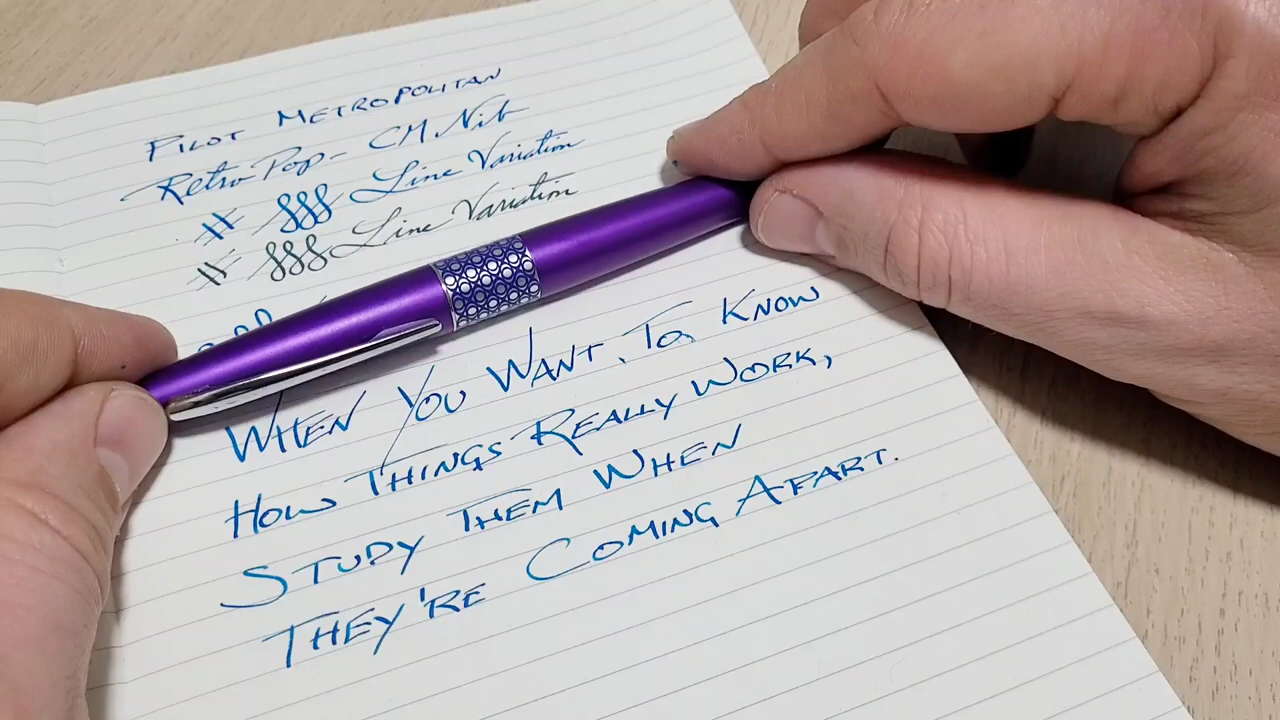 PILOT METROPOLITAN
Retro Pop - CM Nib
Line Variation
Line Variation
WHEN YOU WANT TO KNOW
HOW THINGS REALLY WORK,
STUDY THEM WHEN
THEY'RE COMING APART.